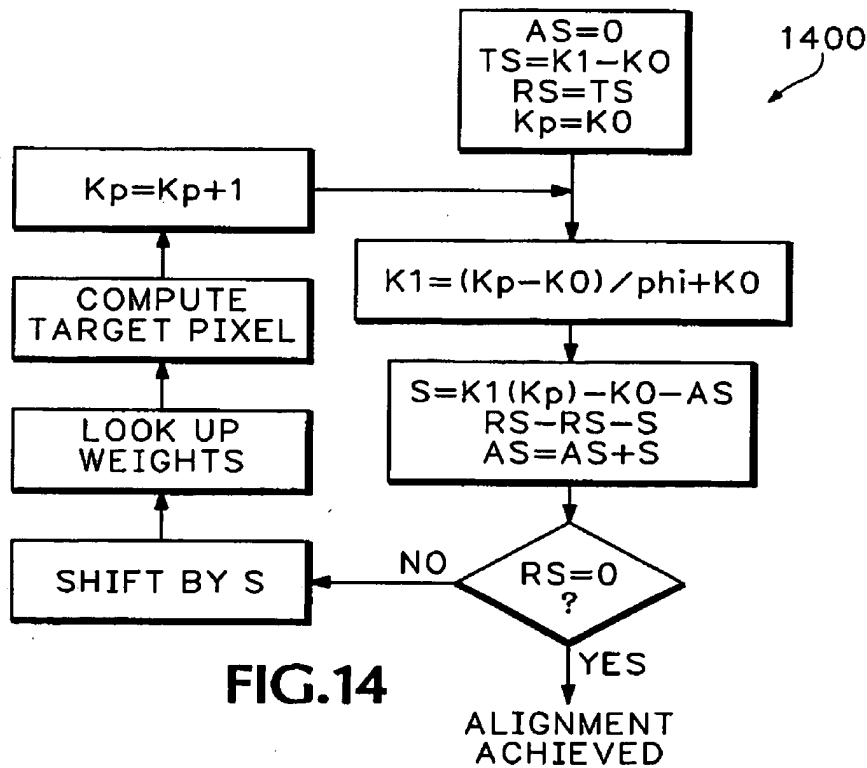 AS=0
TS=K1-K0
RS=TS
Kp=K0
1400
Kp=Kp+1
K1=(Kp-K0)/phi+K0
COMPUTE
TARGET PIXEL
S=K1(Kp)-K0-AS
RS-RS-S
AS=AS+S
LOOK UP
WEIGHTS
RS=0
?
NO
SHIFT BY S
YES
FIG.14
ALIGNMENT
ACHIEVED